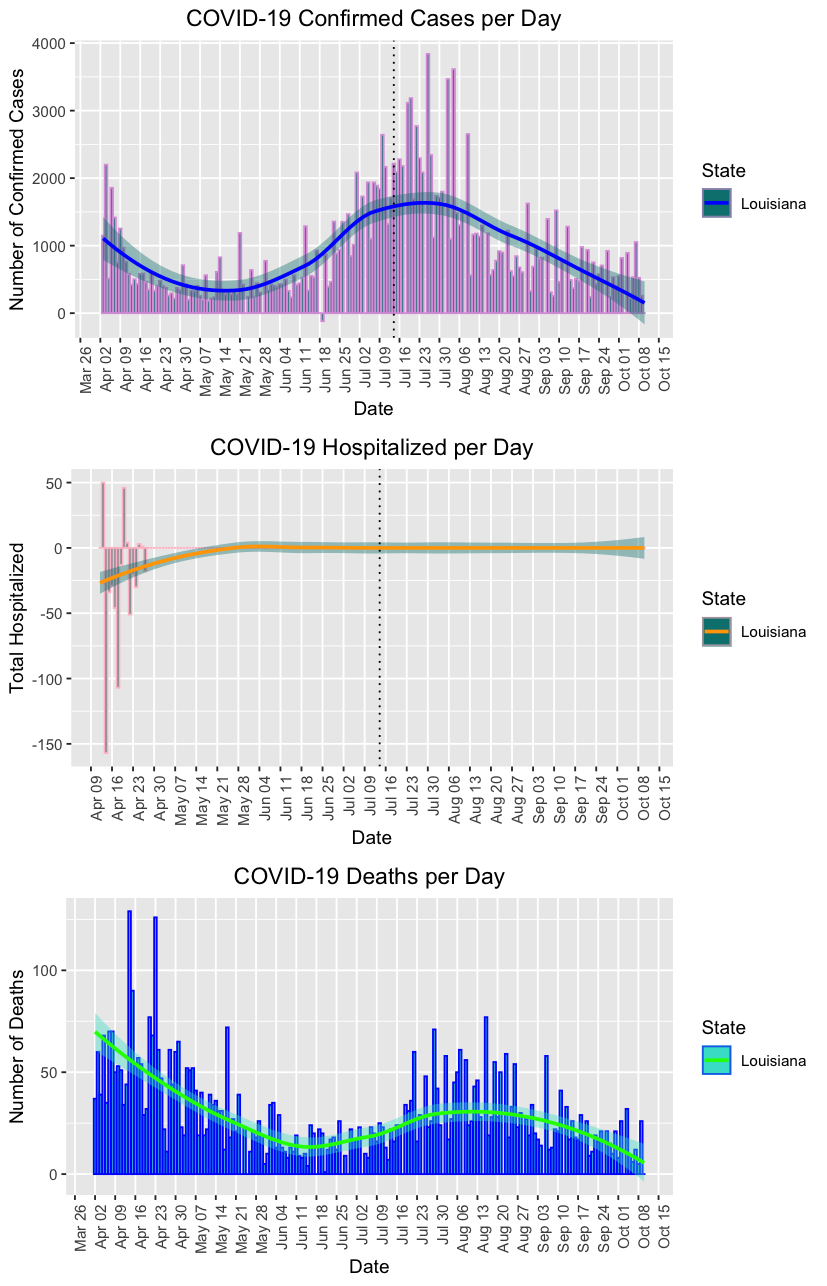 COVID-19 Confirmed Cases per Day
Number of Confirmed Cases
4000
3000
2000
1000
0
Mar 26
Apr 02
Apr 09
Apr 16
Apr 23
Apr 30
May 07
May 14
May 21
May 28
Jun 04
Jun 11
Jun 18
Jun 25
Jul 02
Jul 09
Jul 16
Jul 23
Jul 30
Aug 06
Aug 13
Aug 20
Aug 27
Sep 03
Sep 10
Sep 17
Sep 24
Oct 01
Oct 08
Oct 15
Date
State
Louisiana
COVID-19 Hospitalized per Day
Total Hospitalized
50
0
-50
-100
-150
Apr 09
Apr 16
Apr 23
Apr 30
May 07
May 14
May 21
May 28
Jun 04
Jun 11
Jun 18
Jun 25
Jul 02
Jul 09
Jul 16
Jul 23
Jul 30
Aug 06
Aug 13
Aug 20
Aug 27
Sep 03
Sep 10
Sep 17
Sep 24
Oct 01
Oct 08
Oct 15
Date
State
Louisiana
COVID-19 Deaths per Day
Number of Deaths
100
50
0
Mar 26
Apr 02
Apr 09
Apr 16
Apr 23
Apr 30
May 07
May 14
May 21
May 28
Jun 04
Jun 11
Jun 18
Jun 25
Jul 02
Jul 09
Jul 16
Jul 23
Jul 30
Aug 06
Aug 13
Aug 20
Aug 27
Sep 03
Sep 10
Sep 17
Sep 24
Oct 01
Oct 08
Oct 15
Date
State
Louisiana